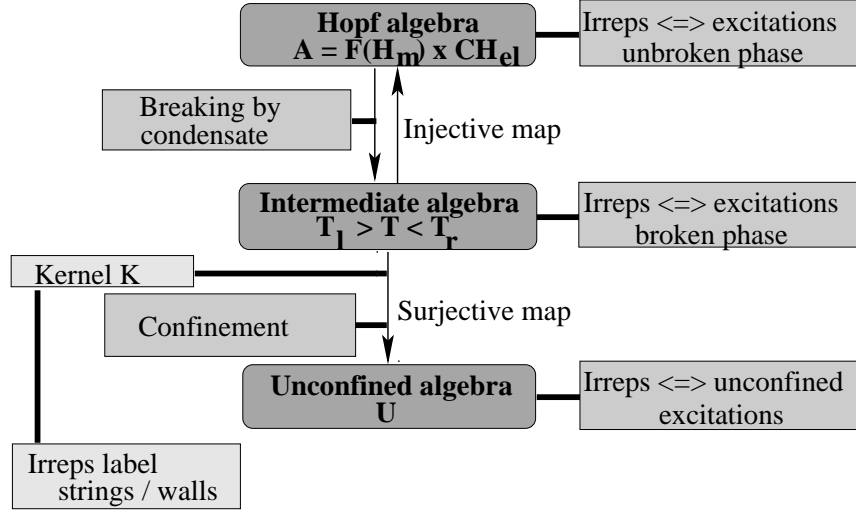 Hopf algebra
A = F(H_m) x CH_el
Irreps <=> excitations
unbroken phase
Breaking by
condensate
Injective map
Intermediate algebra
T_l > T < T_r
Irreps <=> excitations
broken phase
Kernel K
Confinement
Surjective map
Unconfined algebra
U
Irreps <=> unconfined
excitations
Irreps label
strings / walls